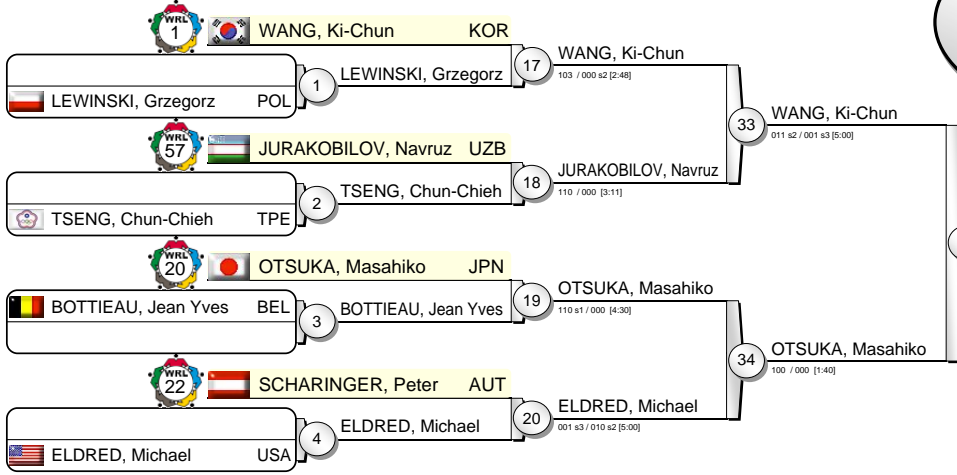 WRL 1 WANG, Ki-Chun KOR
LEWINSKI, Grzegorz POL
1 LEWINSKI, Grzegorz
17 WANG, Ki-Chun
103 / 000 s2 [2:48]
WRL 57 JURAKOBILOV, Navruz UZB
TSENG, Chun-Chieh TPE
2 TSENG, Chun-Chieh
18 JURAKOBILOV, Navruz
110 / 000 [3:11]
33 WANG, Ki-Chun
011 s2 / 001 s3 [5:00]
WRL 20 OTSUKA, Masahiko JPN
BOTTIEAU, Jean Yves BEL
3 BOTTIEAU, Jean Yves
19 OTSUKA, Masahiko
110 s1 / 000 [4:30]
WRL 22 SCHARINGER, Peter AUT
ELDRED, Michael USA
4 ELDRED, Michael
20 ELDRED, Michael
001 s3 / 010 s2 [5:00]
34 OTSUKA, Masahiko
100 / 000 [1:40]